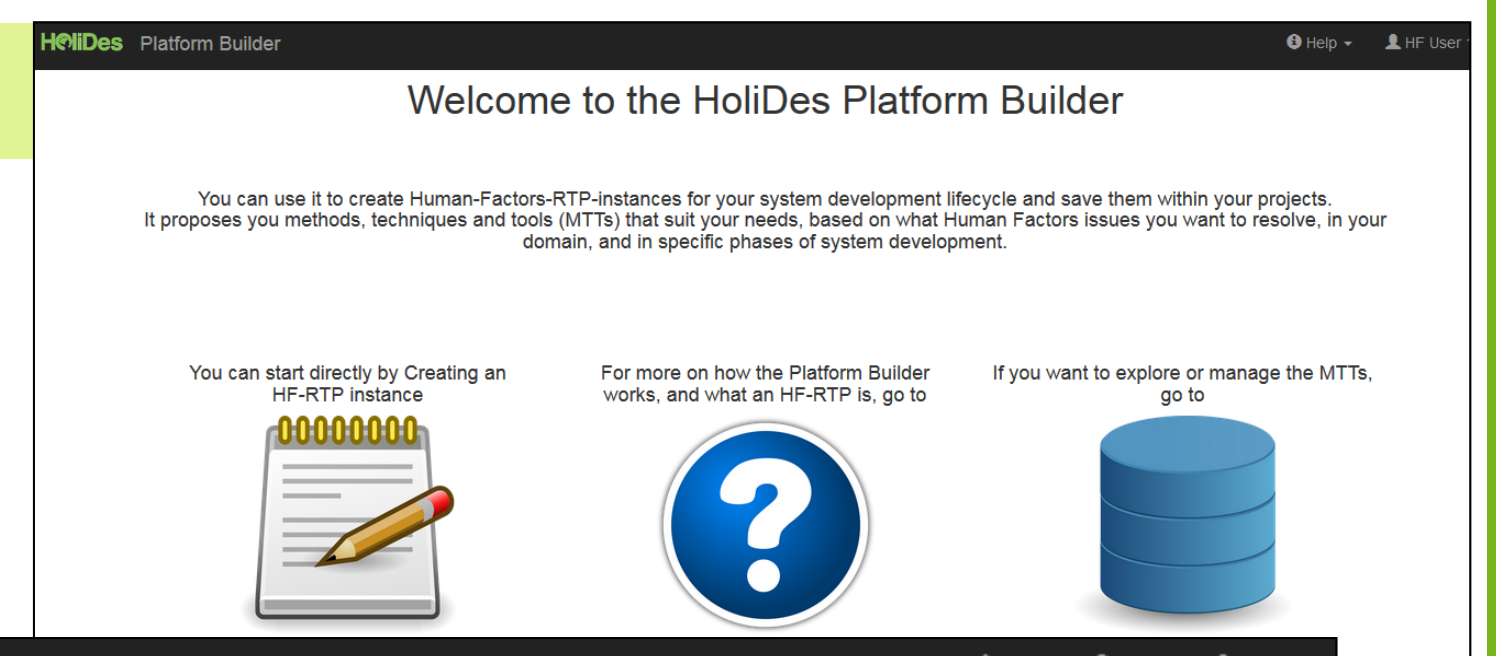 HoliDes Platform Builder Help HF User
Welcome to the HoliDes Platform Builder
You can use it to create Human-Factors-RTP-instances for your system development lifecycle and save them within your projects.
It proposes you methods, techniques and tools (MTTs) that suit your needs, based on what Human Factors issues you want to resolve, in your
domain, and in specific phases of system development.
You can start directly by Creating an
HF-RTP instance
For more on how the Platform Builder
works, and what an HF-RTP is, go to
If you want to explore or manage the MTTs,
go to